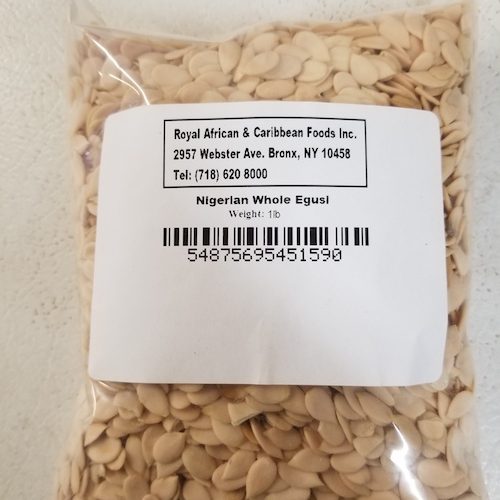 Royal African & Caribbean Foods Inc.
2957 Webster Ave. Bronx, NY 10458
Tel: (718) 620 8000
Nigerian Whole Egusi
Weight: 1lb
54875695451590